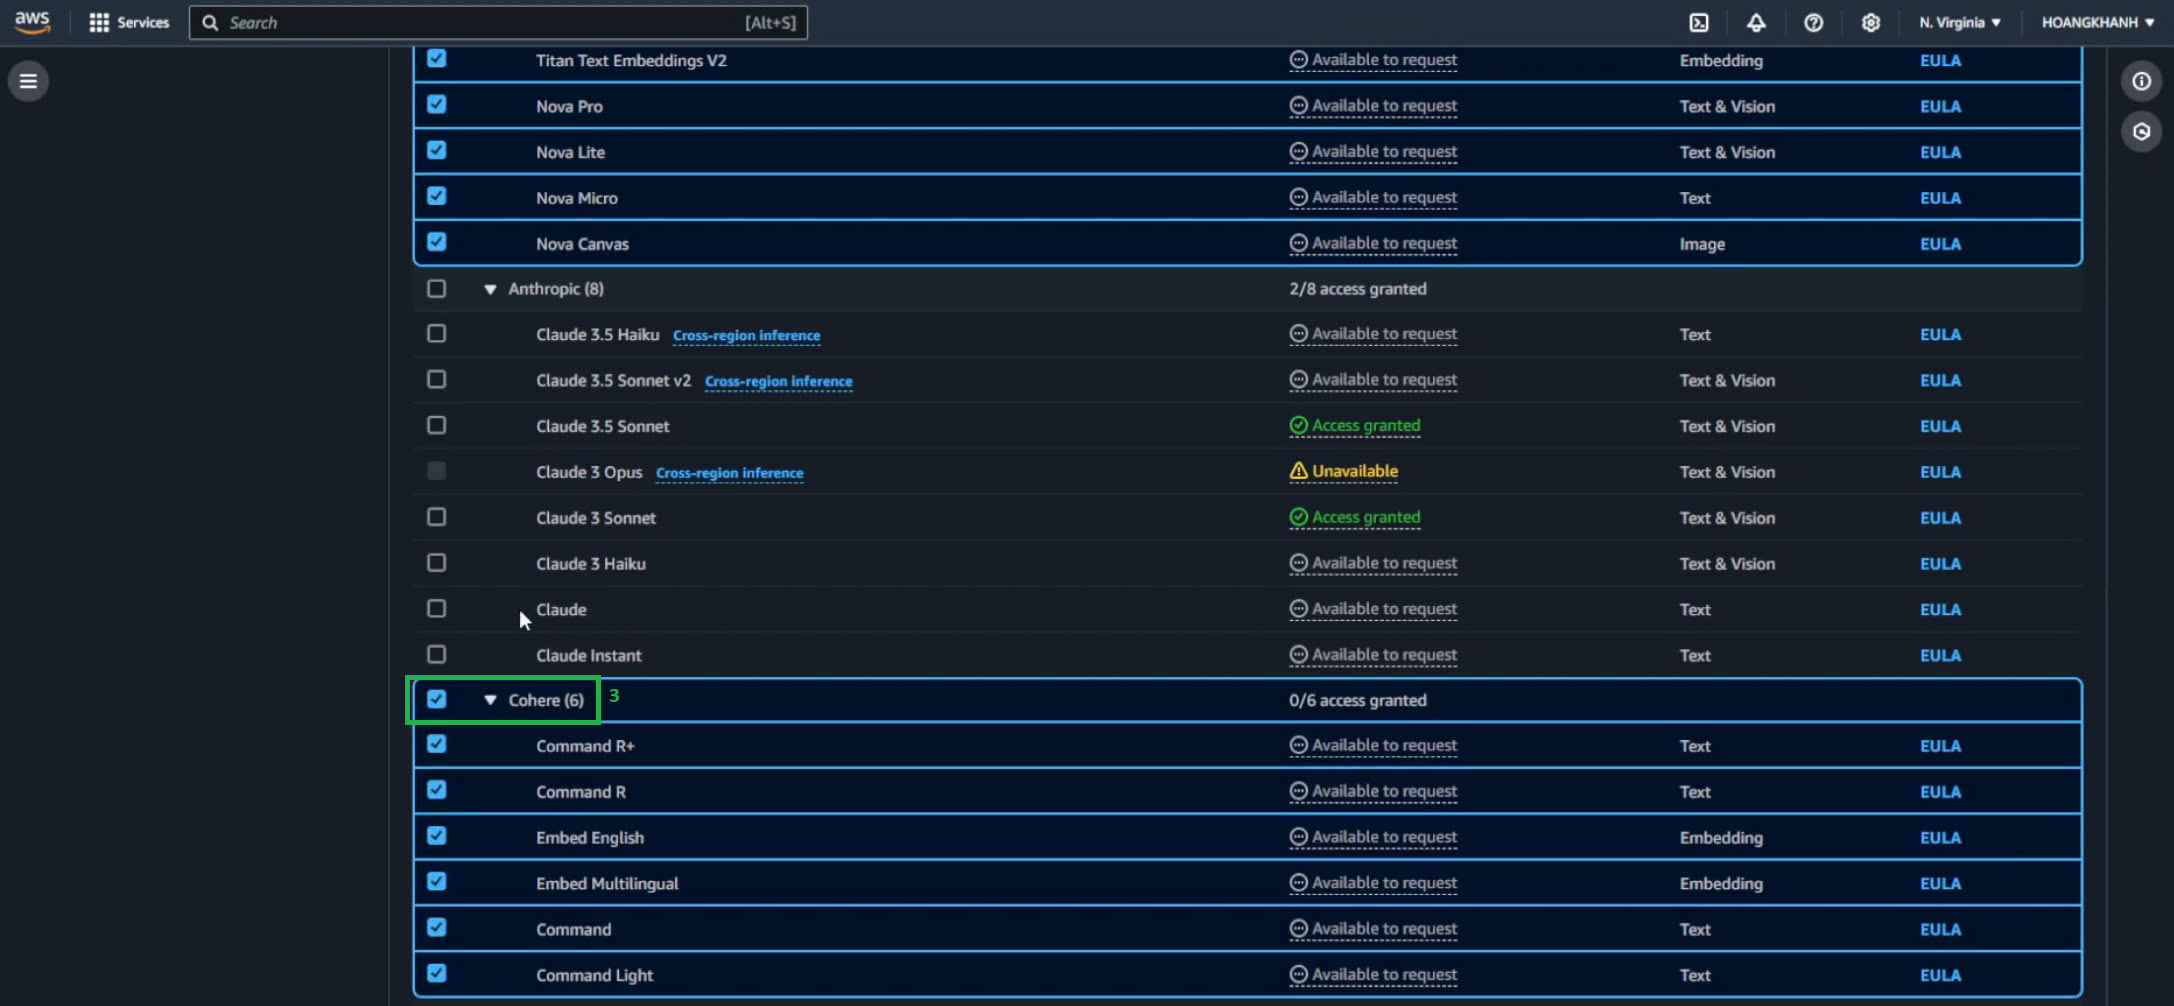 aws Services Search [Alt+S] N. Virginia ▼ HOANGKHANH ▼
Titan Text Embeddings V2 Available to request Embedding EULA
Nova Pro Available to request Text & Vision EULA
Nova Lite Available to request Text & Vision EULA
Nova Micro Available to request Text EULA
Nova Canvas Available to request Image EULA
▼ Anthropic (8) 2/8 access granted
Claude 3.5 Haiku Cross-region inference Available to request Text EULA
Claude 3.5 Sonnet v2 Cross-region inference Available to request Text & Vision EULA
Claude 3.5 Sonnet Access granted Text & Vision EULA
Claude 3 Opus Cross-region inference Unavailable Text & Vision EULA
Claude 3 Sonnet Access granted Text & Vision EULA
Claude 3 Haiku Available to request Text & Vision EULA
Claude Available to request Text EULA
Claude Instant Available to request Text EULA
▼ Cohere (6) 3 0/6 access granted
Command R+ Available to request Text EULA
Command R Available to request Text EULA
Embed English Available to request Embedding EULA
Embed Multilingual Available to request Embedding EULA
Command Available to request Text EULA
Command Light Available to request Text EULA